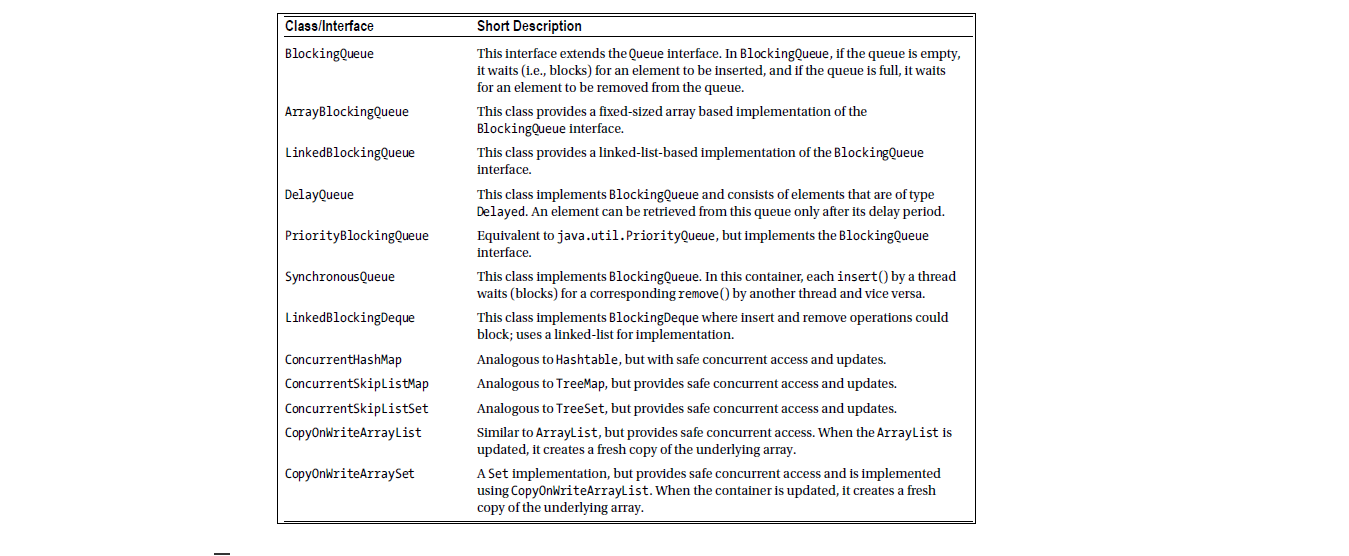 Class/Interface Short Description
BlockingQueue This interface extends the Queue interface. In BlockingQueue, if the queue is empty,
it waits (i.e., blocks) for an element to be inserted, and if the queue is full, it waits
for an element to be removed from the queue.
ArrayBlockingQueue This class provides a fixed-sized array based implementation of the
BlockingQueue interface.
LinkedBlockingQueue This class provides a linked-list-based implementation of the BlockingQueue
interface.
DelayQueue This class implements BlockingQueue and consists of elements that are of type
Delayed. An element can be retrieved from this queue only after its delay period.
PriorityBlockingQueue Equivalent to java.util.PriorityQueue, but implements the BlockingQueue
interface.
SynchronousQueue This class implements BlockingQueue. In this container, each insert() by a thread
waits (blocks) for a corresponding remove() by another thread and vice versa.
LinkedBlockingDeque This class implements BlockingDeque where insert and remove operations could
block; uses a linked-list for implementation.
ConcurrentHashMap Analogous to Hashtable, but with safe concurrent access and updates.
ConcurrentSkipListMap Analogous to TreeMap, but provides safe concurrent access and updates.
ConcurrentSkipListSet Analogous to TreeSet, but provides safe concurrent access and updates.
CopyOnWriteArrayList Similar to ArrayList, but provides safe concurrent access. When the ArrayList is
updated, it creates a fresh copy of the underlying array.
CopyOnWriteArraySet A Set implementation, but provides safe concurrent access and is implemented
using CopyOnWriteArrayList. When the container is updated, it creates a fresh
copy of the underlying array.